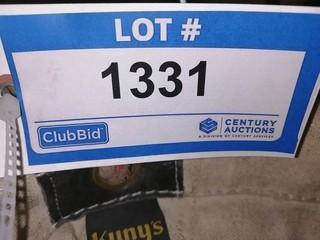 LOT #
1331
ClubBid
CENTURY
AUCTIONS
A DIVISION OF CENTURY SERVICES
Kuny's